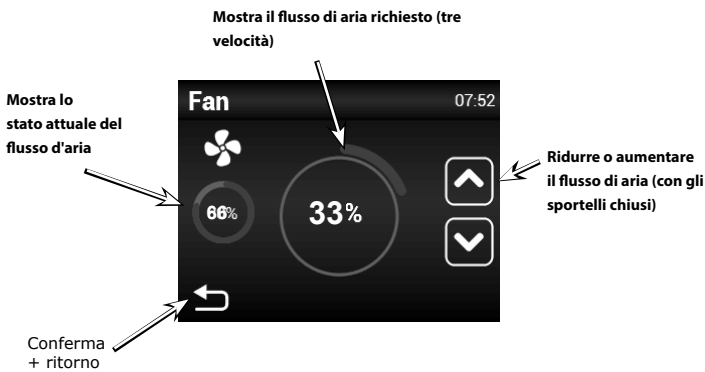 Mostra il flusso di aria richiesto (tre
velocità)
Mostra lo
stato attuale del
flusso d'aria
Fan
07:52
66%
33%
Ridurre o aumentare
il flusso di aria (con gli
sportelli chiusi)
Conferma
+ ritorno